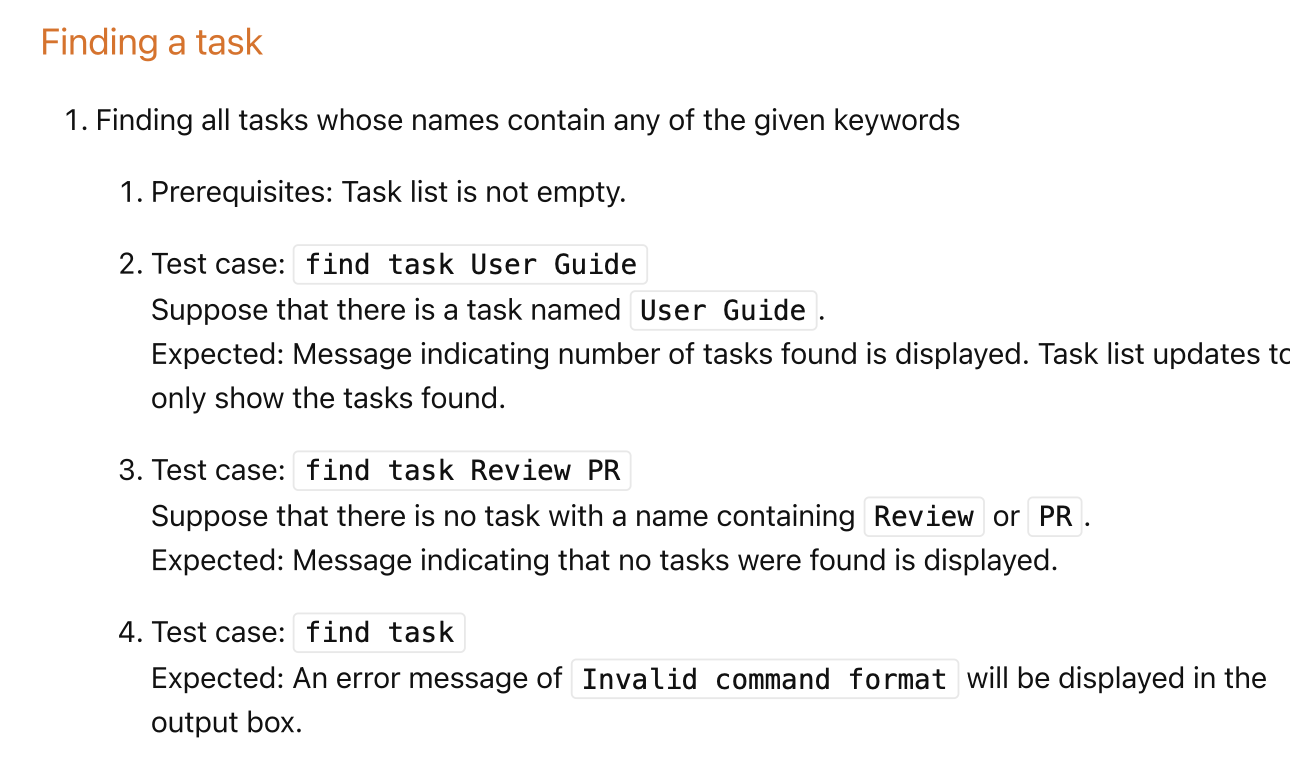 Finding a task
1. Finding all tasks whose names contain any of the given keywords
1. Prerequisites: Task list is not empty.
2. Test case: find task User Guide
Suppose that there is a task named User Guide.
Expected: Message indicating number of tasks found is displayed. Task list updates to
only show the tasks found.
3. Test case: find task Review PR
Suppose that there is no task with a name containing Review or PR.
Expected: Message indicating that no tasks were found is displayed.
4. Test case: find task
Expected: An error message of Invalid command format will be displayed in the
output box.